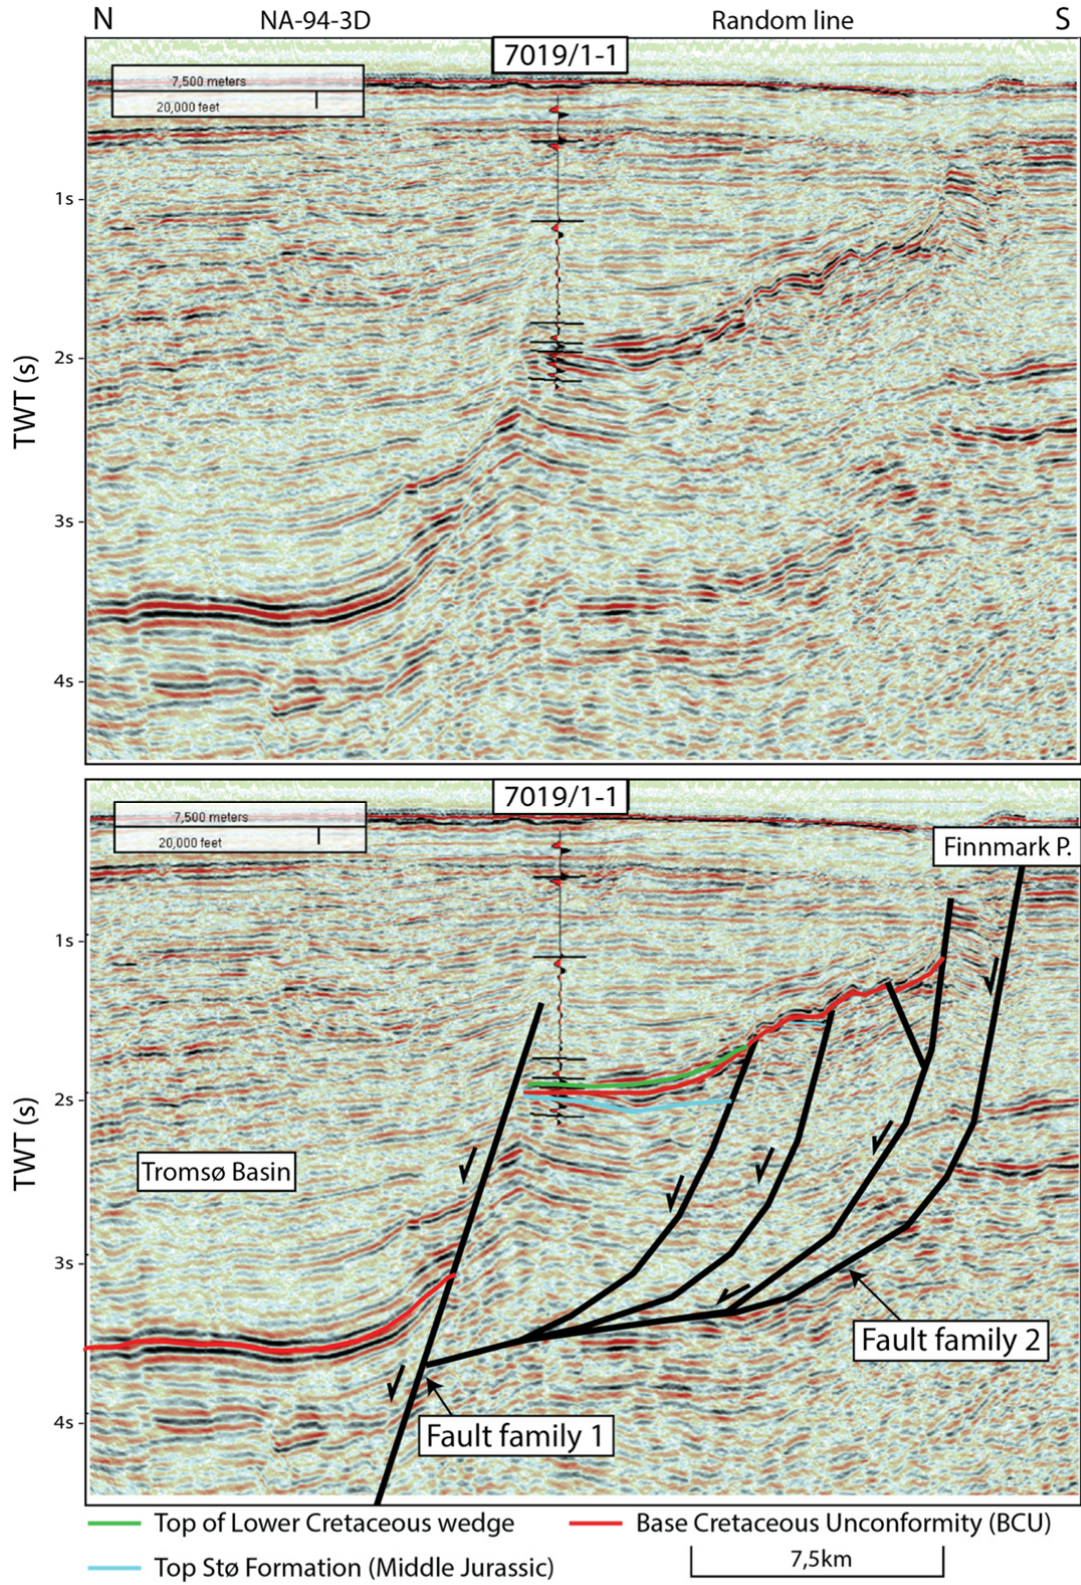 N NA-94-3D Random line S
7019/1-1
7,500 meters
20,000 feet
1s
2s
TWT (s)
3s
4s
7019/1-1
7,500 meters
20,000 feet
Finnmark P.
1s
2s
TWT (s)
Tromsø Basin
3s
Fault family 2
4s
Fault family 1
Top of Lower Cretaceous wedge
Base Cretaceous Unconformity (BCU)
Top Stø Formation (Middle Jurassic)
7,5km